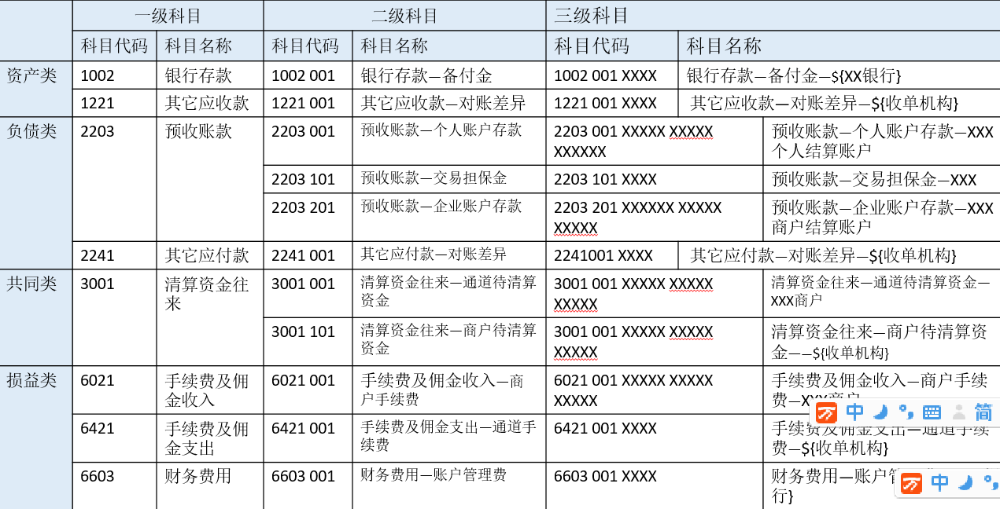 一级科目 二级科目 三级科目
科目代码 科目名称 科目代码 科目名称 科目代码 科目名称
资产类 1002 银行存款 1002 001 银行存款—备付金 1002 001 XXXX 银行存款—备付金—${XX银行}
1221 其它应收款 1221 001 其它应收款—对账差异 1221 001 XXXX 其它应收款—对账差异—${收单机构}
负债类 2203 预收账款 2203 001 预收账款—个人账户存款 2203 001 XXXXX XXXXX 预收账款—个人账户存款—XXX
XXXXXX 个人结算账户
2203 101 预收账款—交易担保金 2203 101 XXXX 预收账款—交易担保金—XXX
2203 201 预收账款—企业账户存款 2203 201 XXXXXX XXXXX 预收账款—企业账户存款—XXX
XXXXX 商户结算账户
2241 其它应付款 2241 001 其它应付款—对账差异 2241001 XXXX 其它应付款—对账差异—${收单机构}
共同类 3001 清算资金往 3001 001 清算资金往来—通道待清算 3001 001 XXXXX XXXXX 清算资金往来—通道待清算资金—
来 资金 XXXXX XXX商户
3001 101 清算资金往来—商户待清算 3001 001 XXXXX XXXXX 清算资金往来—商户待清算资
资金 XXXXX 金——${收单机构}
损益类 6021 手续费及佣 6021 001 手续费及佣金收入—商 6021 001 XXXXX XXXXX 手续费及佣金收入—商户手续
金收入 户手续费 XXXXX 费—XXX商户
中 简
6421 手续费及佣 6421 001 手续费及佣金支出—通道手 6421 001 XXXX 手续费及佣金支出—通道手续
金支出 续费 费—${收单机构}
6603 财务费用 6603 001 财务费用—账户管理费 6603 001 XXXX 财务费用—账户
行}
中